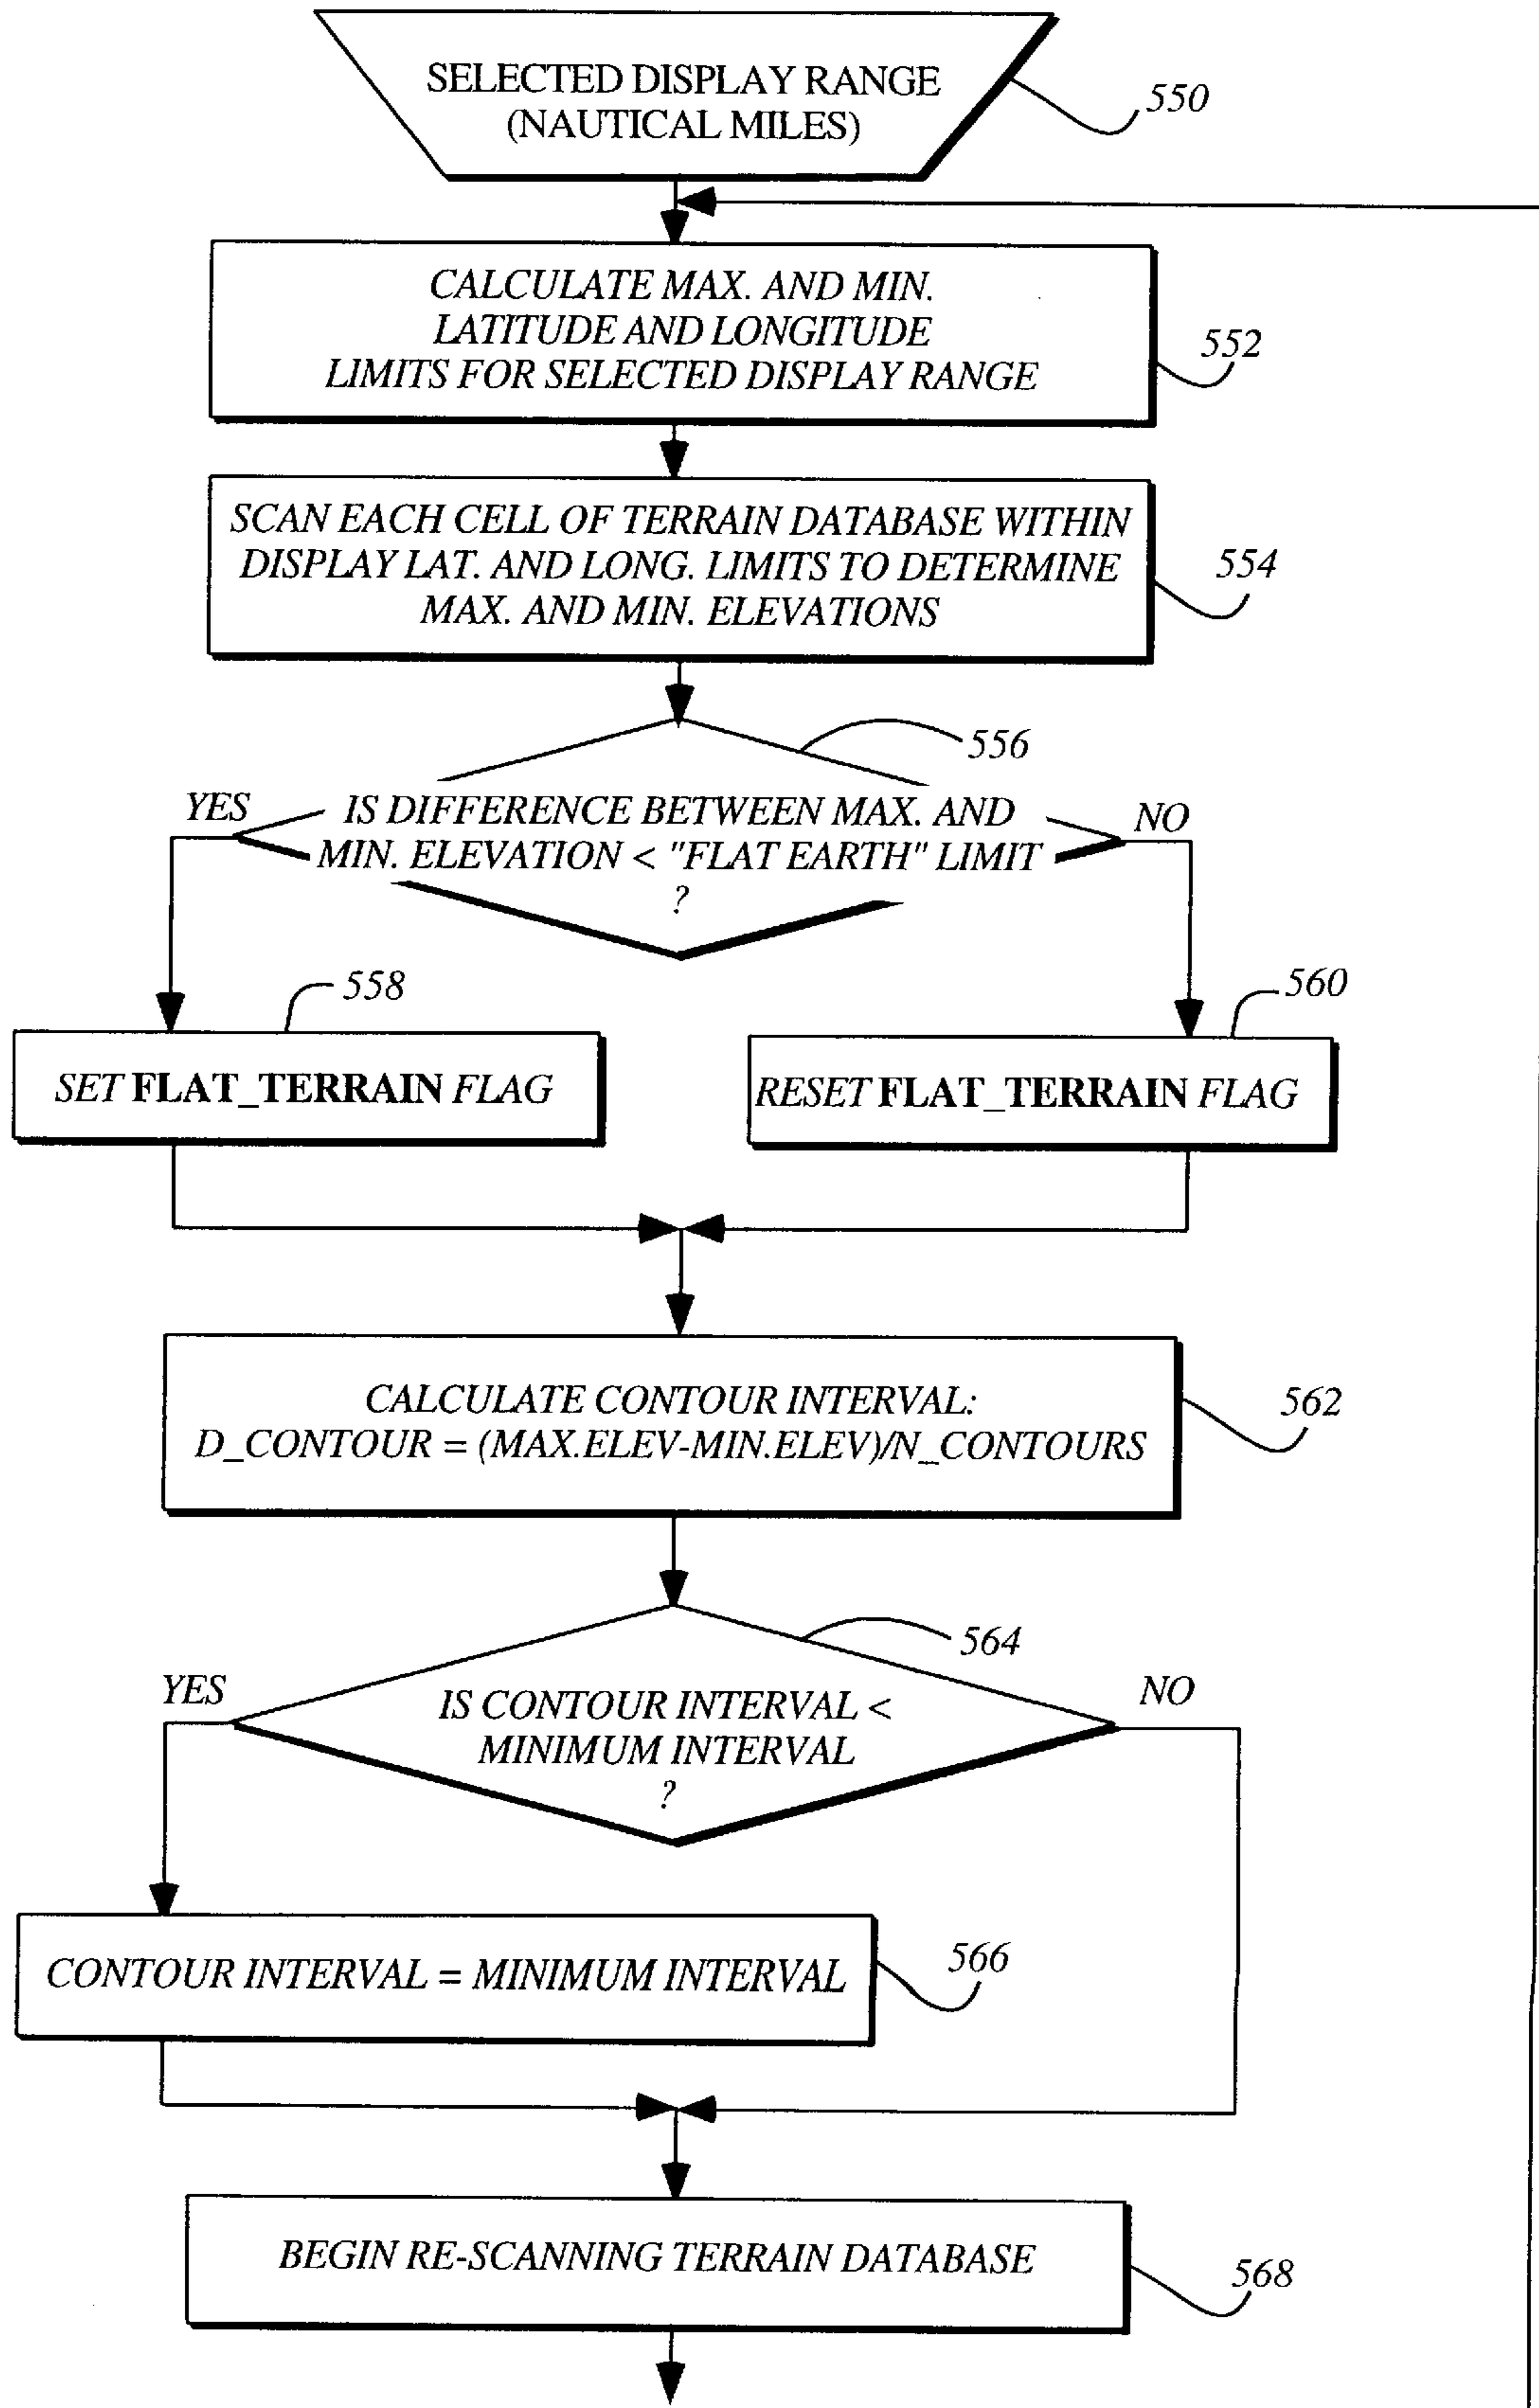 SELECTED DISPLAY RANGE
(NAUTICAL MILES)
550
CALCULATE MAX. AND MIN.
LATITUDE AND LONGITUDE
LIMITS FOR SELECTED DISPLAY RANGE
552
SCAN EACH CELL OF TERRAIN DATABASE WITHIN
DISPLAY LAT. AND LONG. LIMITS TO DETERMINE
MAX. AND MIN. ELEVATIONS
554
556
YES
IS DIFFERENCE BETWEEN MAX. AND
MIN. ELEVATION < "FLAT EARTH" LIMIT
?
NO
558
SET FLAT_TERRAIN FLAG
560
RESET FLAT_TERRAIN FLAG
CALCULATE CONTOUR INTERVAL:
D_CONTOUR = (MAX.ELEV-MIN.ELEV)/N_CONTOURS
562
564
YES
IS CONTOUR INTERVAL <
MINIMUM INTERVAL
?
NO
CONTOUR INTERVAL = MINIMUM INTERVAL
566
BEGIN RE-SCANNING TERRAIN DATABASE
568